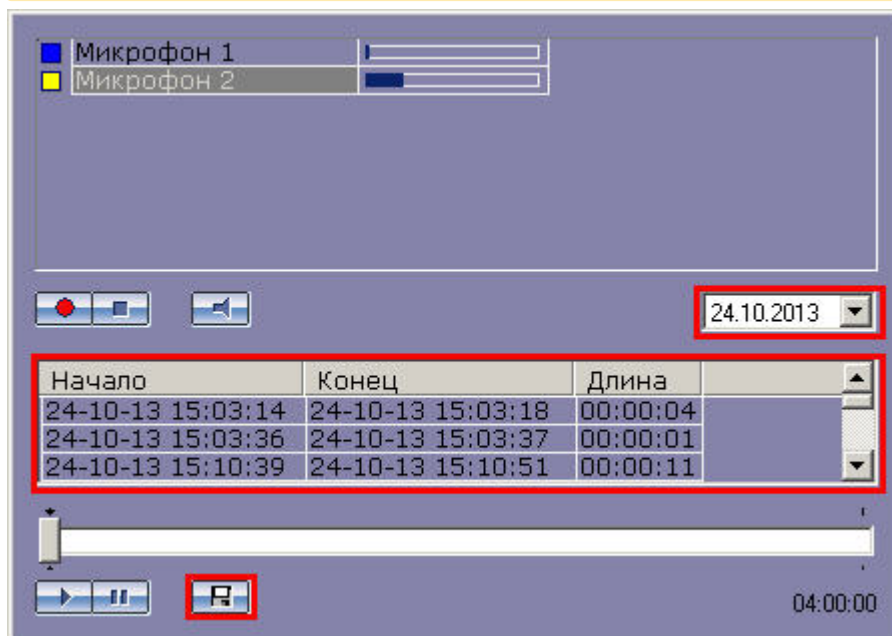 Микрофон 1
Микрофон 2
24.10.2013
Начало Конец Длина
24-10-13 15:03:14 24-10-13 15:03:18 00:00:04
24-10-13 15:03:36 24-10-13 15:03:37 00:00:01
24-10-13 15:10:39 24-10-13 15:10:51 00:00:11
04:00:00